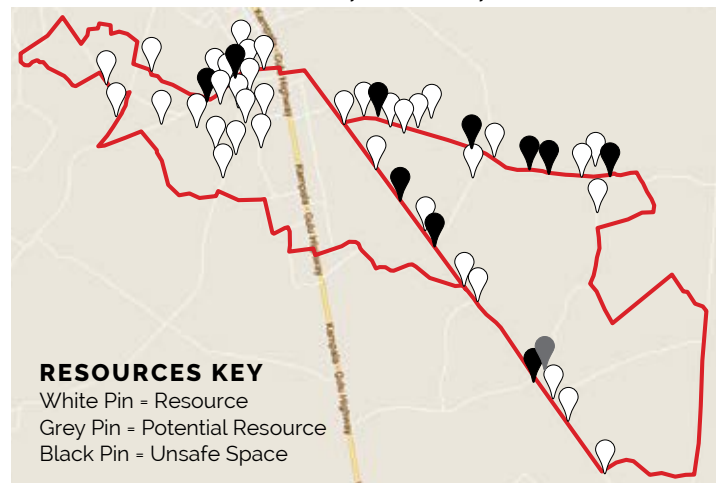 Kampala - Gulu Highway
Kampala - Gulu Highway
Kampala - Gulu Highway
RESOURCES KEY
White Pin = Resource
Grey Pin = Potential Resource
Black Pin = Unsafe Space